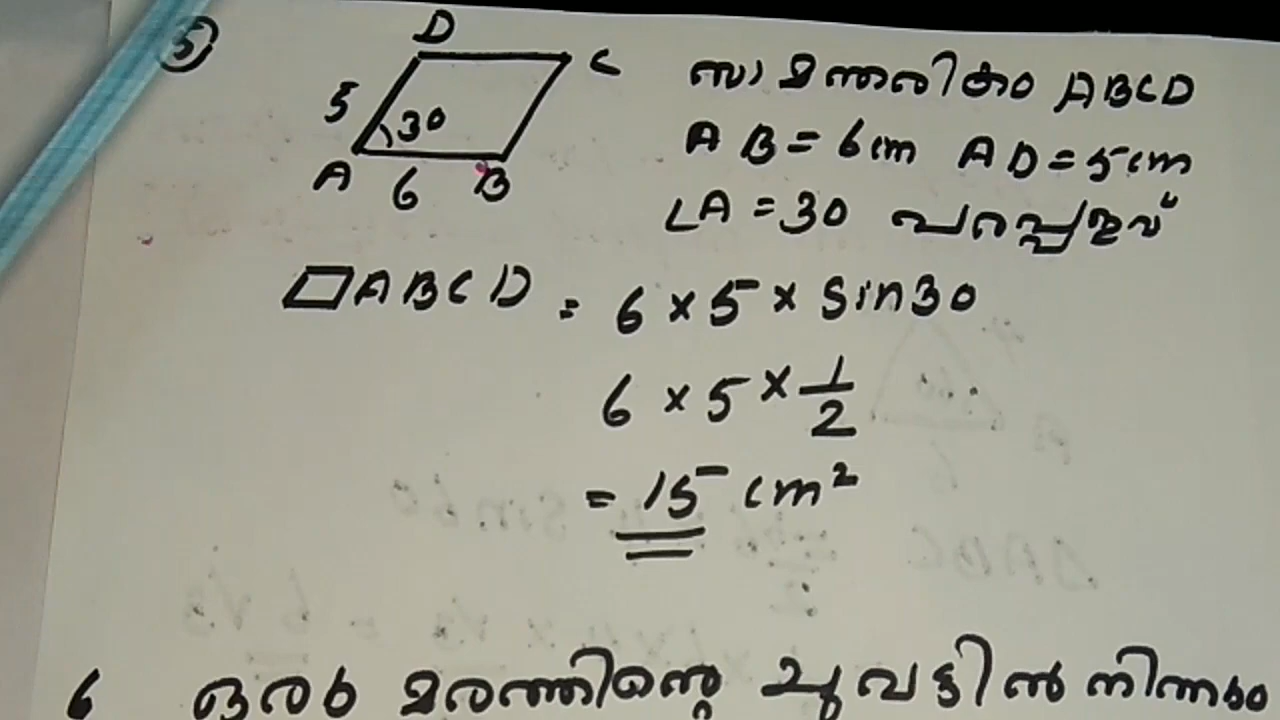 5
D
C
5
30
A
6
B
സാമന്തരികം ABCD
AB = 6cm AD = 5cm
∠A = 30 പരപ്പളവ്
▱ABCD = 6 × 5 × Sin30
6 × 5 × 1/2
= 15 cm²
6 ഒരു മരത്തിന്റെ ചുവട്ടിൽ നിന്നും